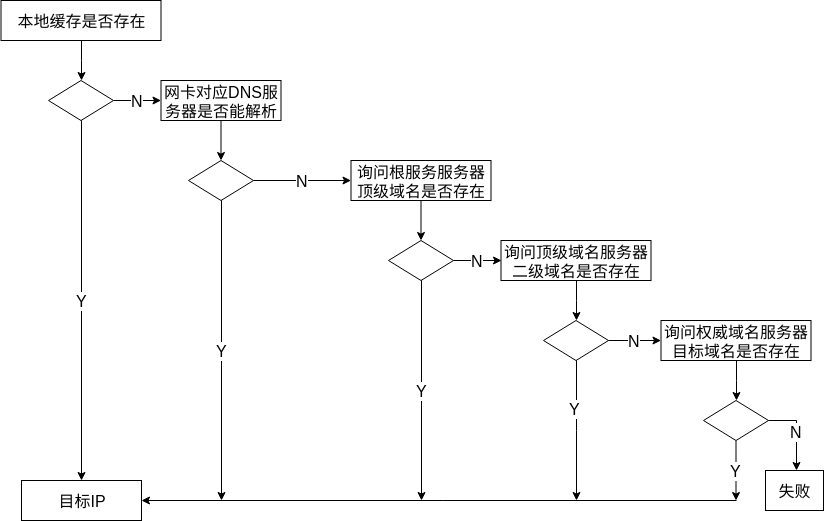 本地缓存是否存在
N
网卡对应DNS服
务器是否能解析
N
询问根服务服务器
顶级域名是否存在
N
询问顶级域名服务器
二级域名是否存在
Y
N
询问权威域名服务器
目标域名是否存在
Y
Y
Y
N
Y
目标IP
失败